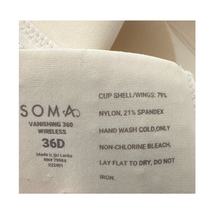 SOMA
VANISHING 360
WIRELESS
36D
Made in Sri Lanka
CUP SHELL/WINGS: 79%
NYLON, 21% SPANDEX
HAND WASH COLD,ONLY
NON-CHLORINE BLEACH,
LAY FLAT TO DRY, DO NOT
IRON.